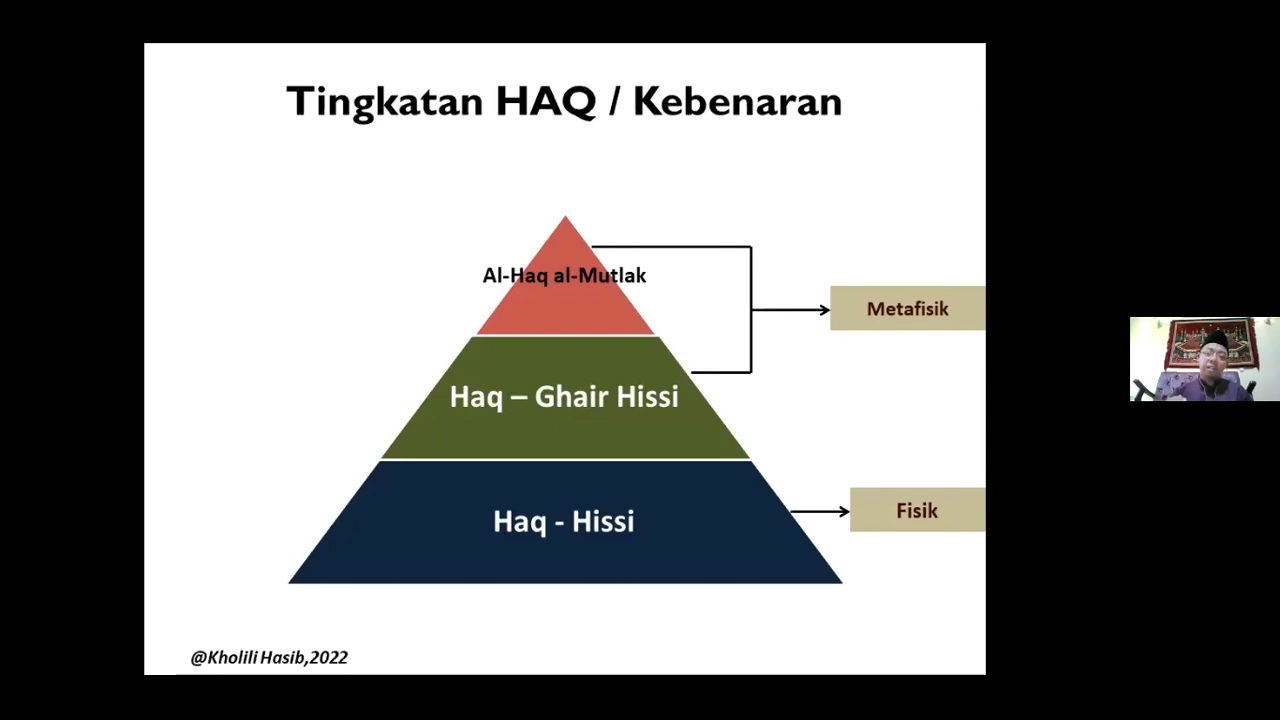 Tingkatan HAQ / Kebenaran
Al-Haq al-Mutlak
Metafisik
Haq – Ghair Hissi
Haq - Hissi
Fisik
@Kholili Hasib,2022